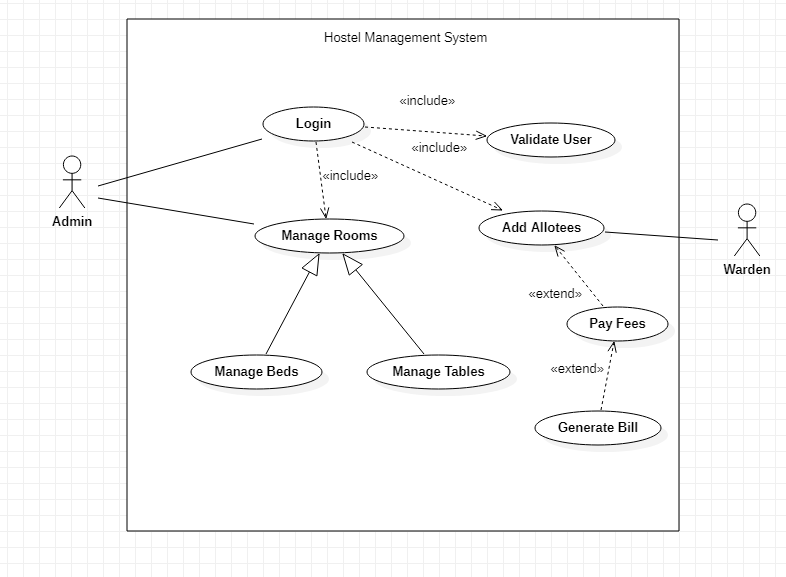 Hostel Management System
«include»
Login
Validate User
«include»
«include»
Admin
Add Allotees
Manage Rooms
Warden
«extend»
Pay Fees
«extend»
Manage Beds
Manage Tables
Generate Bill